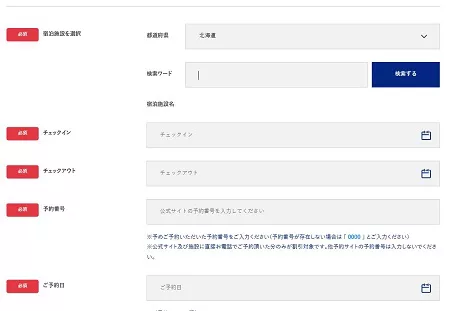 必須 宿泊施設を選択 都道府県 北海道
検索ワード 検索する
宿泊施設名
必須 チェックイン チェックイン
必須 チェックアウト チェックアウト
必須 予約番号 公式サイトの予約番号を入力してください
※予めご予約いただいた予約番号をご入力ください(予約番号が存在しない場合は「0000」とご入力ください)
※公式サイト及び施設に直接お電話でご予約頂いた分のみが割引対象です。他予約サイトの予約番号は入力しないでくださ
い。
必須 ご予約日 ご予約日